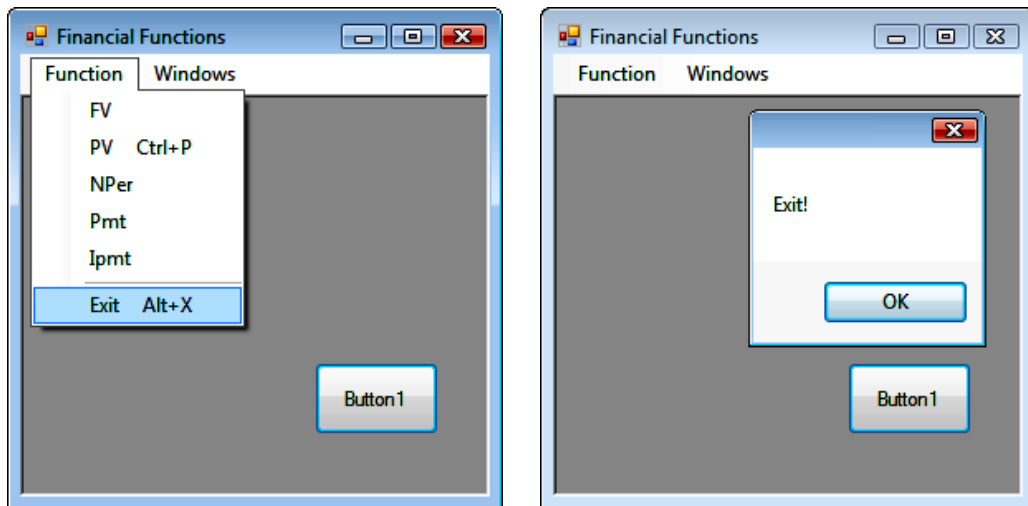 Financial Functions
Function Windows
FV
PV Ctrl+P
NPer
Pmt
Ipmt
Exit Alt+X
Button1
Financial Functions
Function Windows
Exit!
OK
Button1